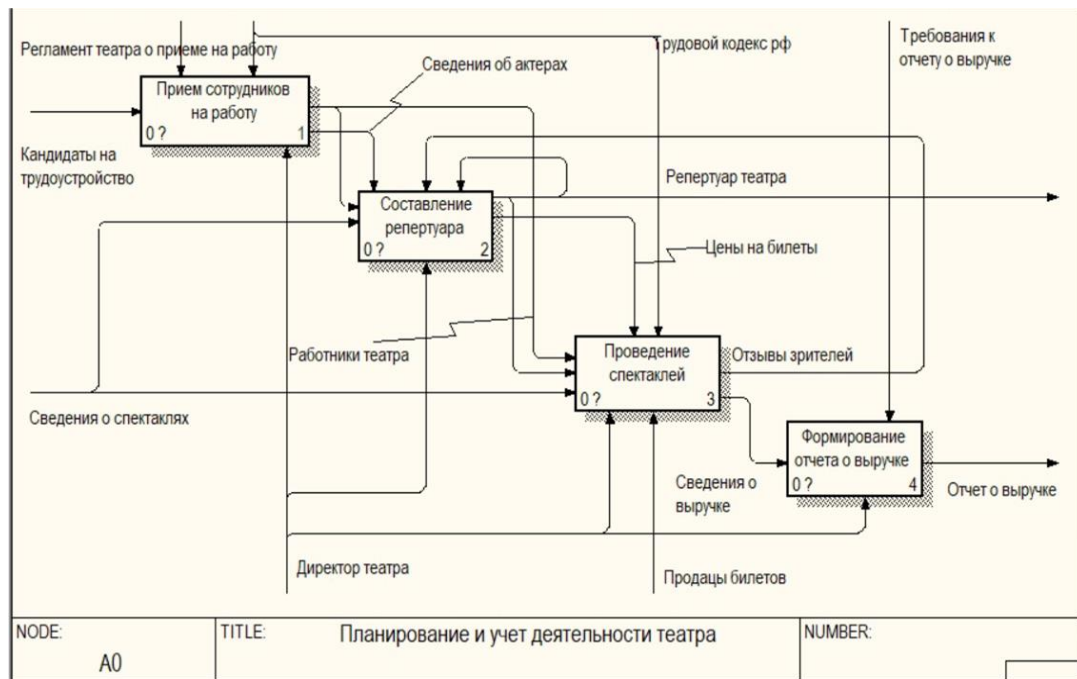 Регламент театра о приеме на работу
Трудовой кодекс рф
Требования к
отчету о выручке
Сведения об актерах
Прием сотрудников
на работу
0 ?
1
Кандидаты на
трудоустройство
Репертуар театра
Составление
репертуара
0 ?
2
Цены на билеты
Работники театра
Проведение
спектаклей
0 ?
3
Отзывы зрителей
Сведения о спектаклях
Формирование
отчета о выручке
0 ?
4
Сведения о
выручке
Отчет о выручке
Директор театра
Продацы билетов
NODE:
A0
TITLE:
Планирование и учет деятельности театра
NUMBER: